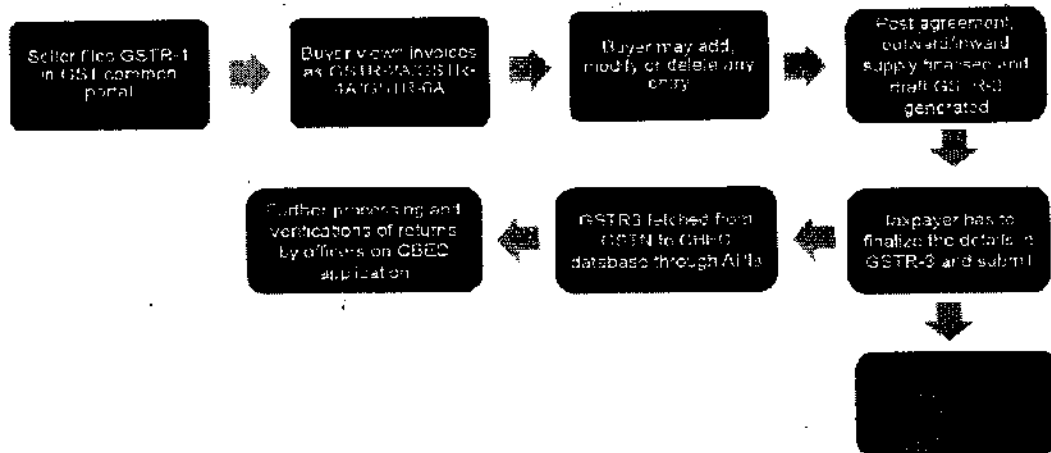 Seller files GSTR-1
in GST common
portal
Buyer views invoices
as GSTR-2A/GSTR-
4A/GSTR-6A
Buyer may add,
modify or delete any
entry
Post agreement,
outward/inward
supply finalised and
draft GSTR-3
generated
Taxpayer has to
finalize the details in
GSTR-3 and submit
GSTR3 fetched from
GSTN to CBEC
database through APIs
Further processing and
verifications of returns
by officers on CBEC
application